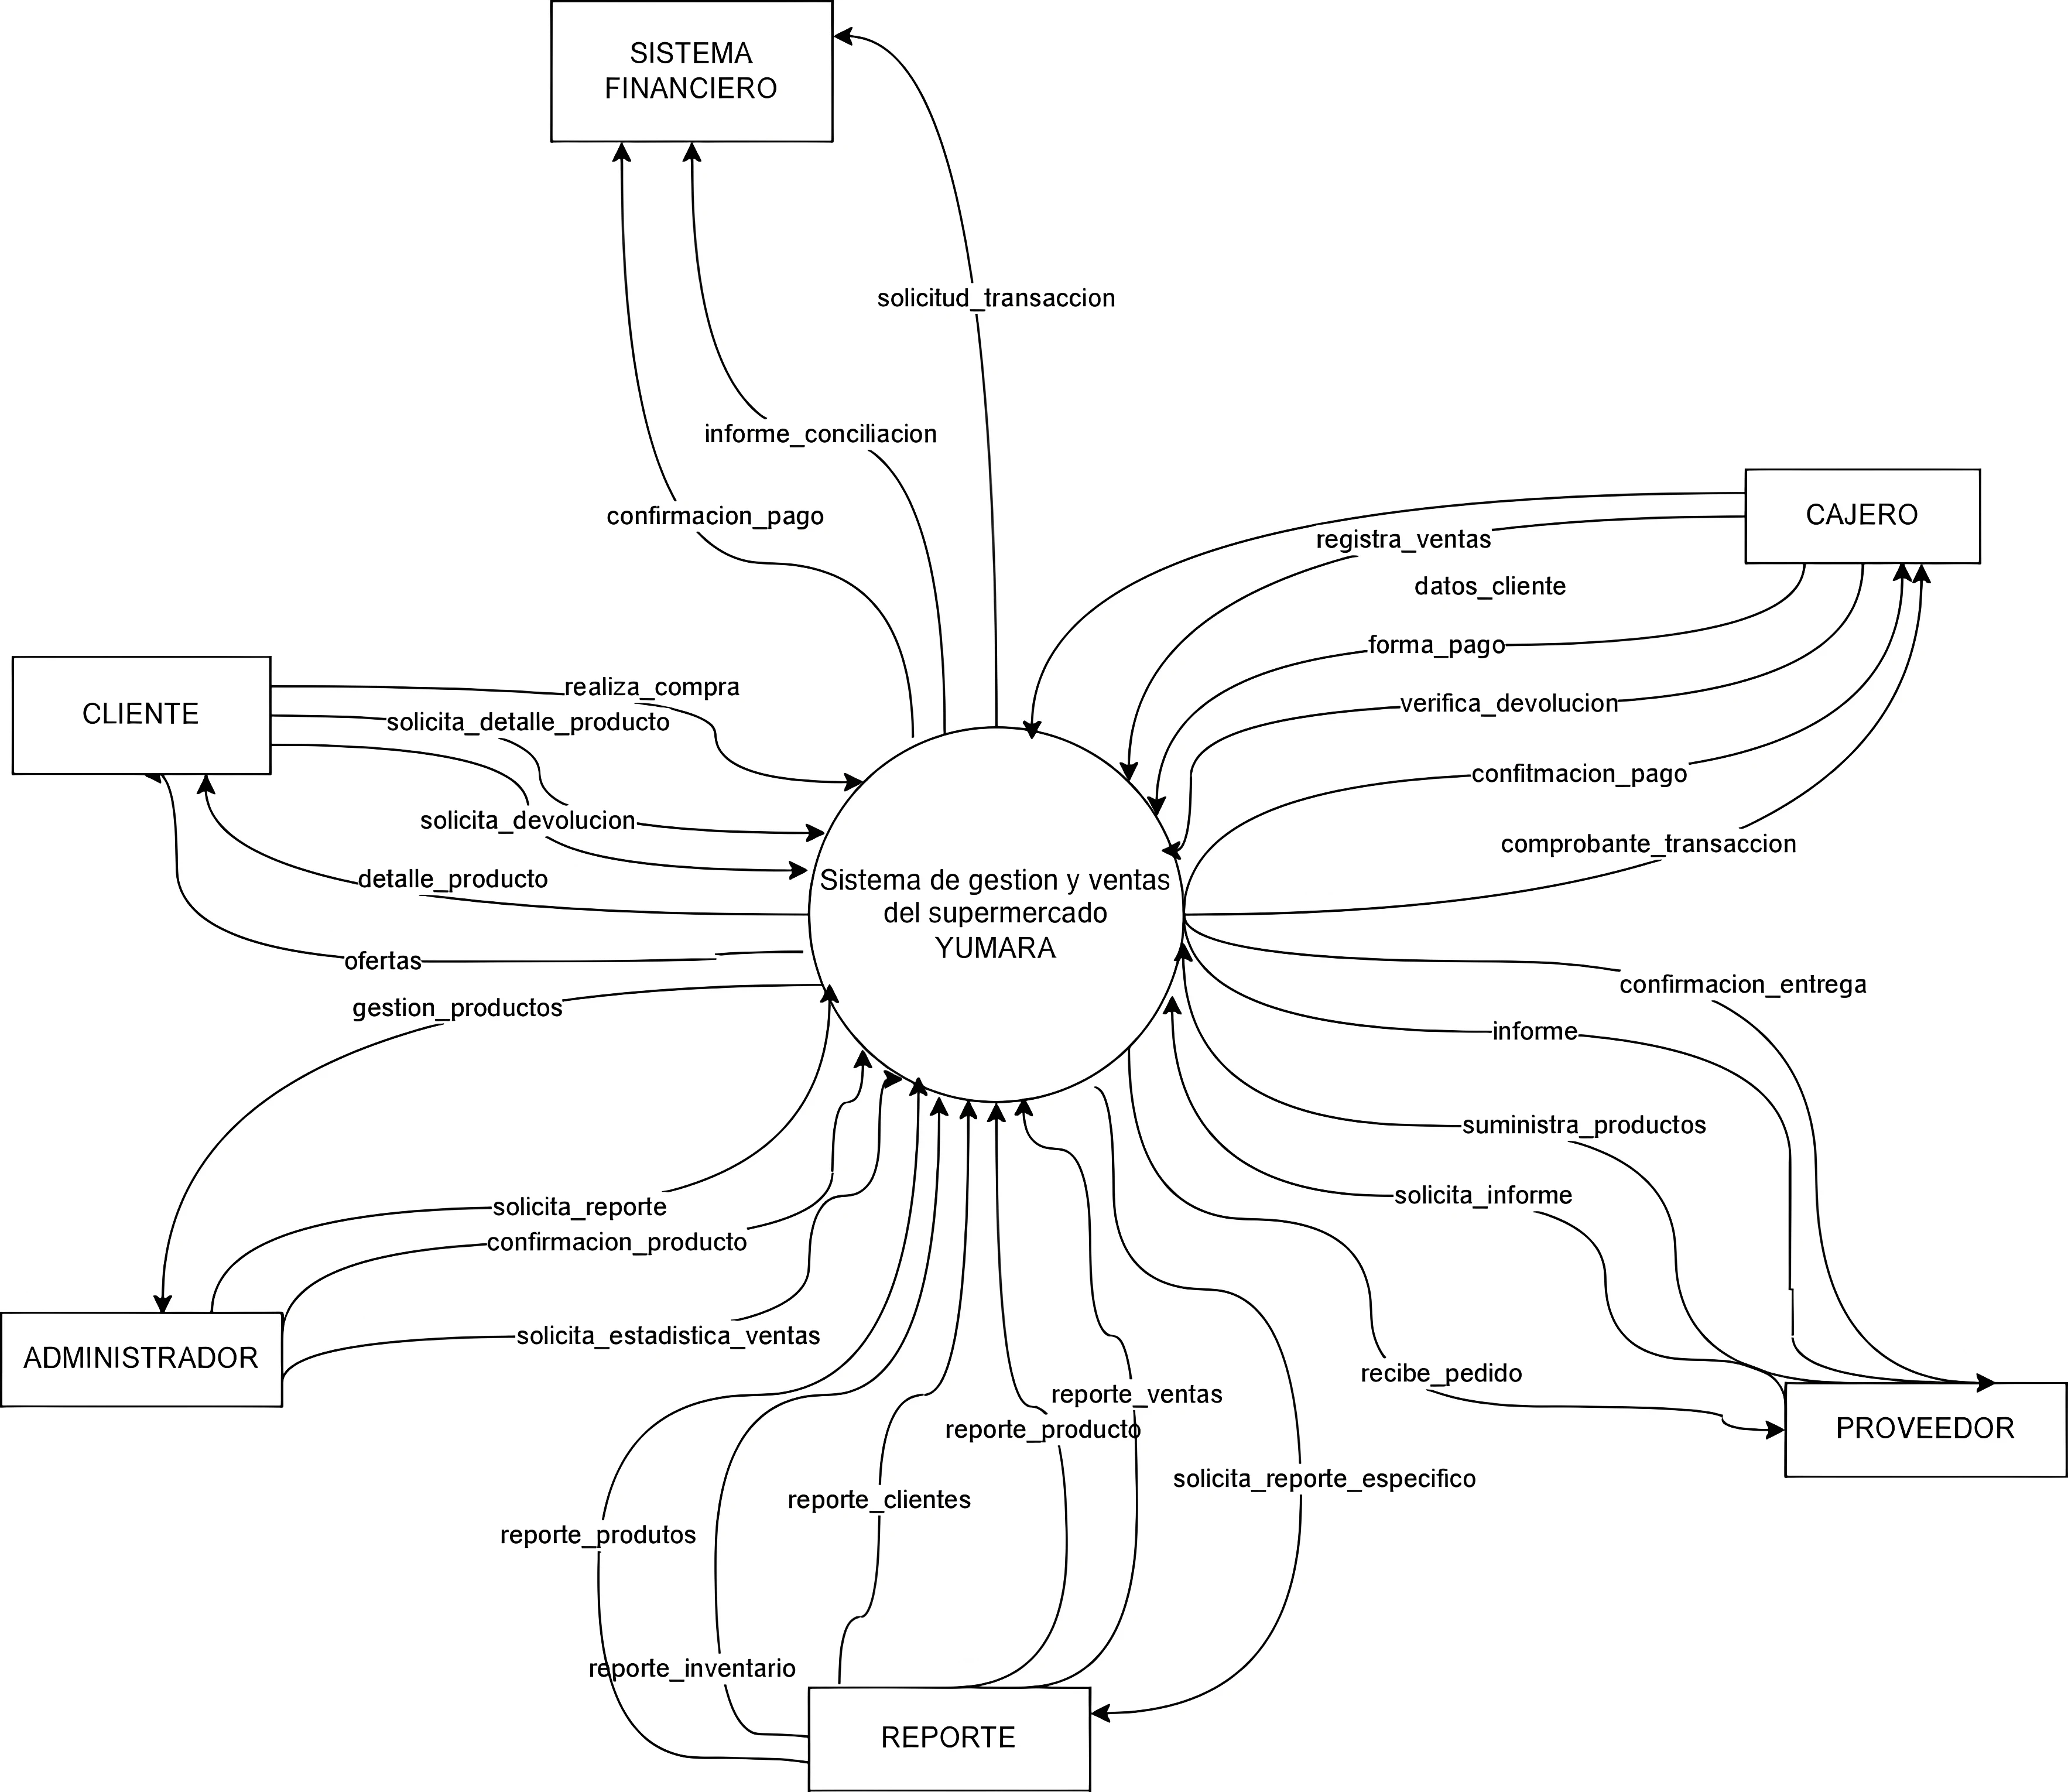 SISTEMA
FINANCIERO
solicitud_transaccion
informe_conciliacion
confirmacion_pago
CAJERO
registra_ventas
datos_cliente
forma_pago
verifica_devolucion
confitmacion_pago
comprobante_transaccion
CLIENTE
realiza_compra
solicita_detalle_producto
solicita_devolucion
detalle_producto
ofertas
Sistema de gestion y ventas
del supermercado
YUMARA
gestion_productos
solicita_reporte
confirmacion_producto
solicita_estadistica_ventas
ADMINISTRADOR
confirmacion_entrega
informe
suministra_productos
solicita_informe
recibe_pedido
PROVEEDOR
reporte_ventas
reporte_producto
solicita_reporte_especifico
reporte_clientes
reporte_produtos
reporte_inventario
REPORTE